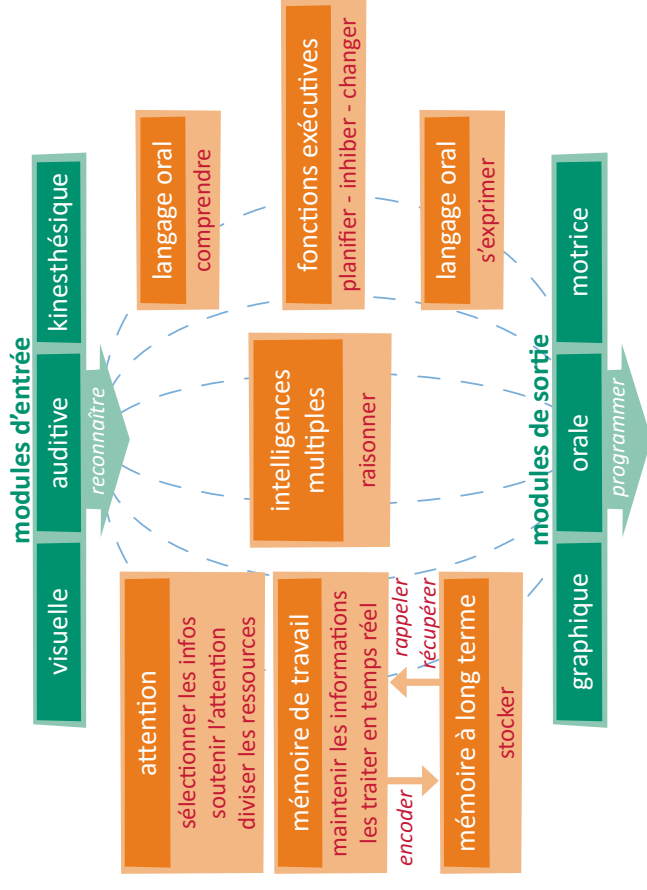 modules d'entrée
visuelle
auditive
kinesthésique
reconnaître
attention
sélectionner les infos
soutenir l'attention
diviser les ressources
mémoire de travail
maintenir les informations
les traiter en temps réel
encoder
rappeler
récupérer
mémoire à long terme
stocker
intelligences
multiples
raisonner
langage oral
comprendre
fonctions exécutives
planifier - inhiber - changer
langage oral
s'exprimer
modules de sortie
graphique
orale
motrice
programmer